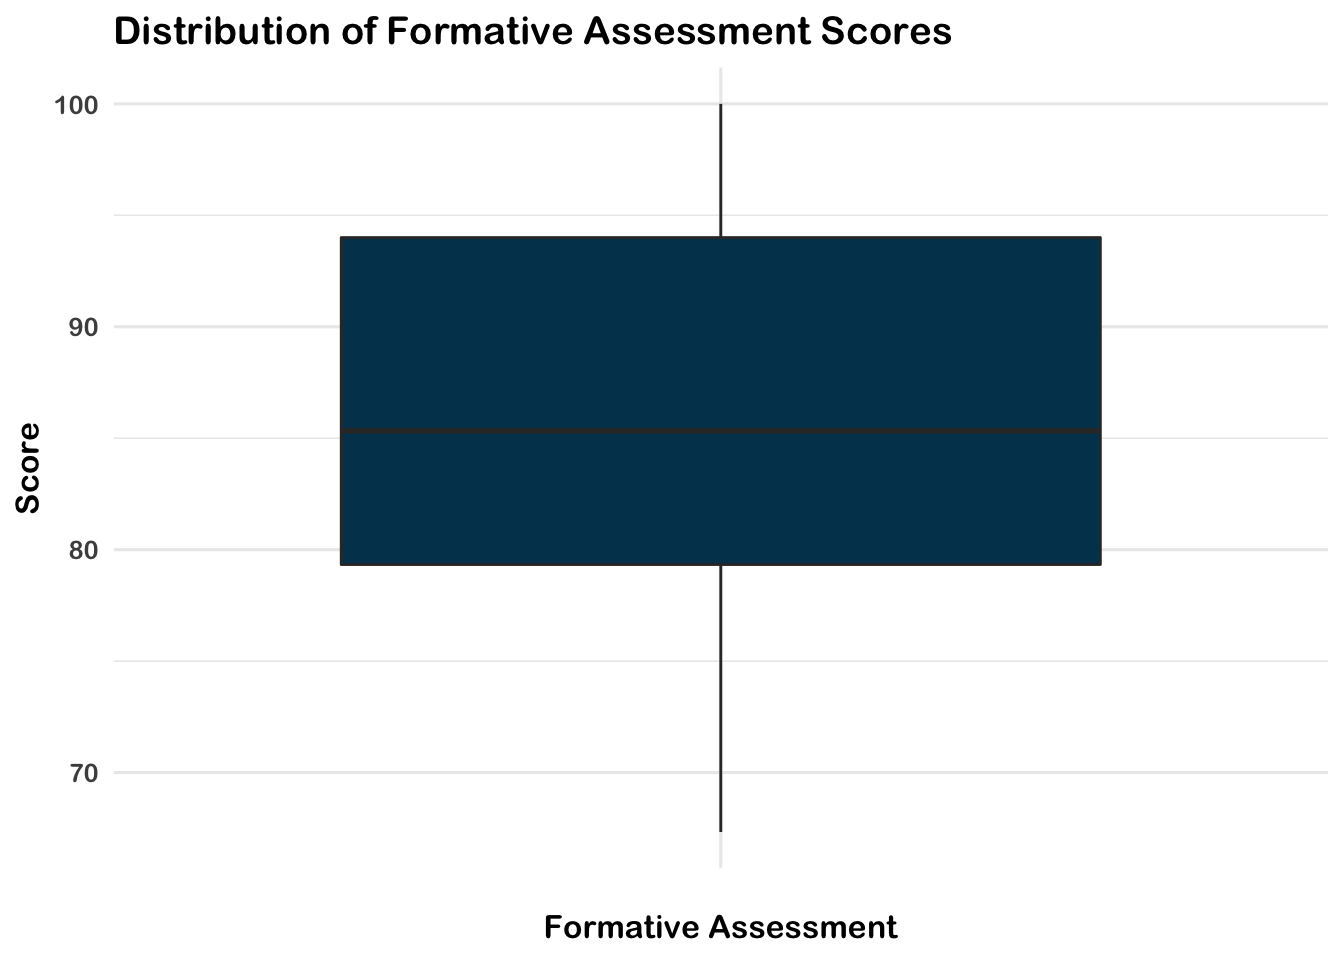 Distribution of Formative Assessment Scores
100
90
80
70
Score
Formative Assessment